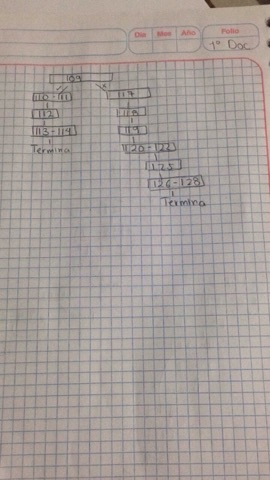 Día Mes Año Folio
1° Doc
109
110 - 111 117
112 118
113 - 114 119
Termina 120 - 122
125
126 - 128
Termina